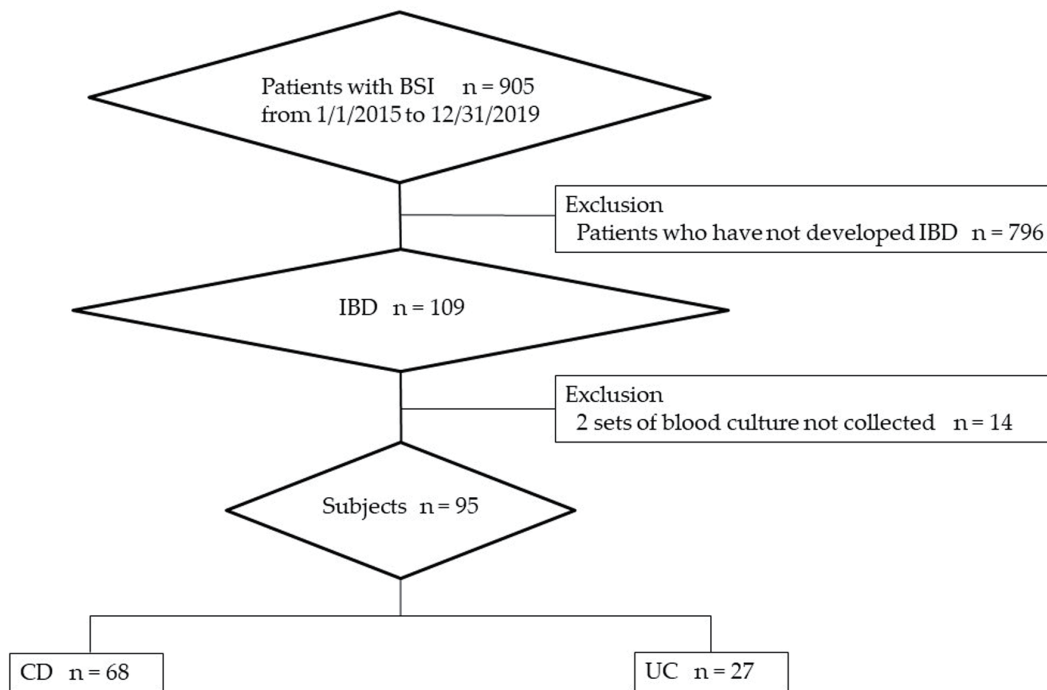 Patients with BSI n = 905
from 1/1/2015 to 12/31/2019
Exclusion
Patients who have not developed IBD n = 796
IBD n = 109
Exclusion
2 sets of blood culture not collected n = 14
Subjects n = 95
CD n = 68
UC n = 27